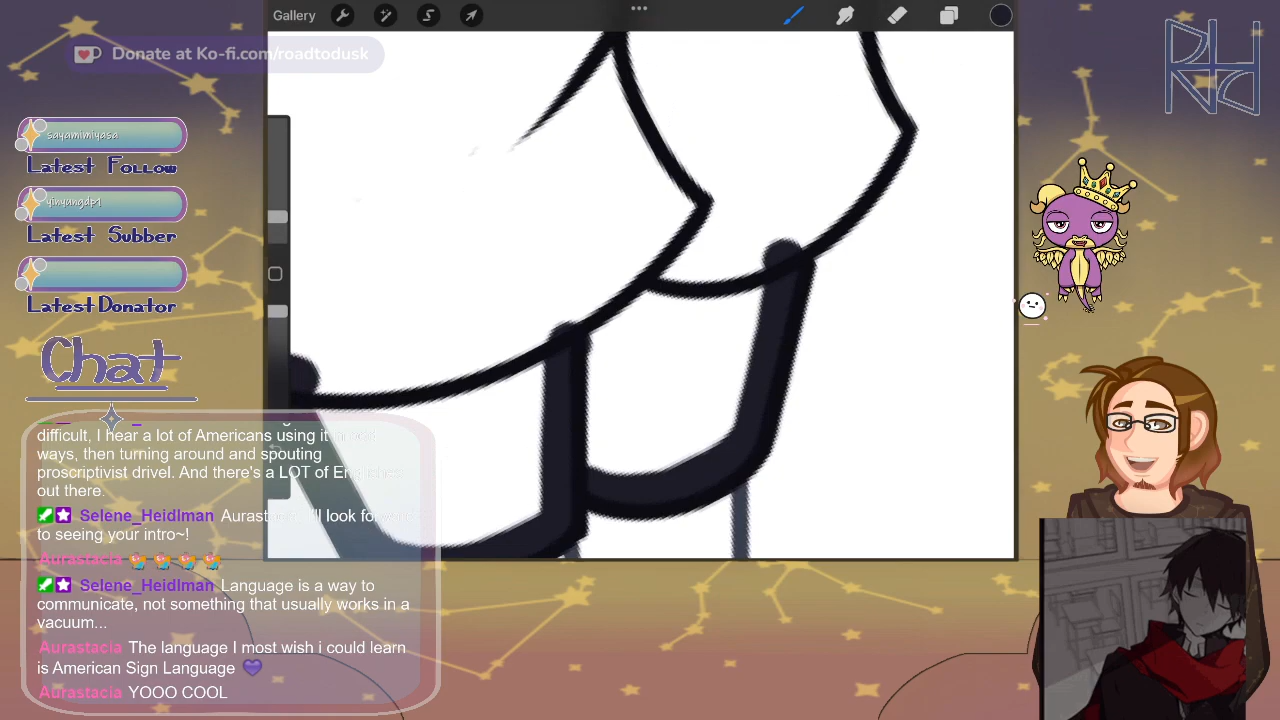 Gallery
Donate at Ko-fi.com/roadtodusk
sayamimiyasa
Latest Follow
yinyangdp1
Latest Subber
Latest Donator
Chat
difficult, I hear a lot of Americans using it
ways, then turning around and spouting
proscriptivist drivel. And there's a LOT of
out there.
Selene_Heidlman
to seeing your intro~!
Aurastacia
Selene_Heidlman Language is a way to
communicate, not something that usually works in a
vacuum...
Aurastacia The language I most wish i could learn
is American Sign Language
Aurastacia YOOO COOL